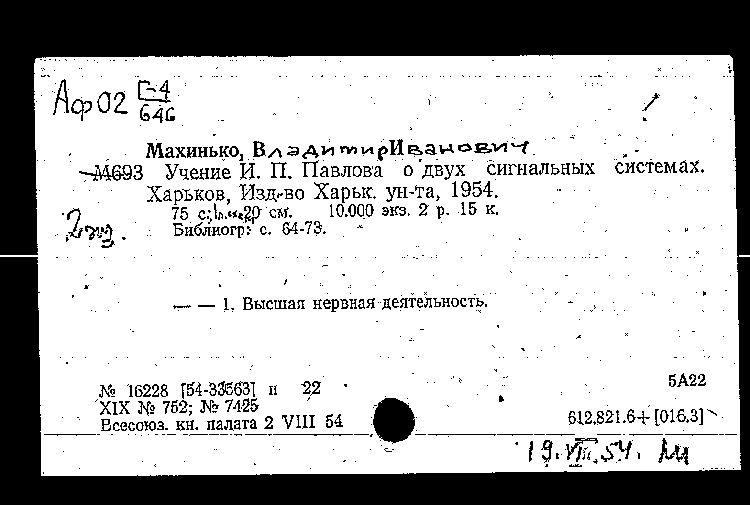 Аф02 Г-4
646
Махинько, Владимир Иванович
М693 Учение И. П. Павлова о двух сигнальных системах.
Харьков, Изд-во Харьк. ун-та, 1954.
75 с; 20 см. 10.000 экз. 2 р. 15 к.
2 экз.
Библиогр: с. 64-73.
— — 1. Высшая нервная деятельность.
5А22
№ 16228 [54-33563] п 22
XIX № 752; № 7425
612.821.6+[016.3]
Всесоюз. кн. палата 2 VIII 54
19.VIII.54.